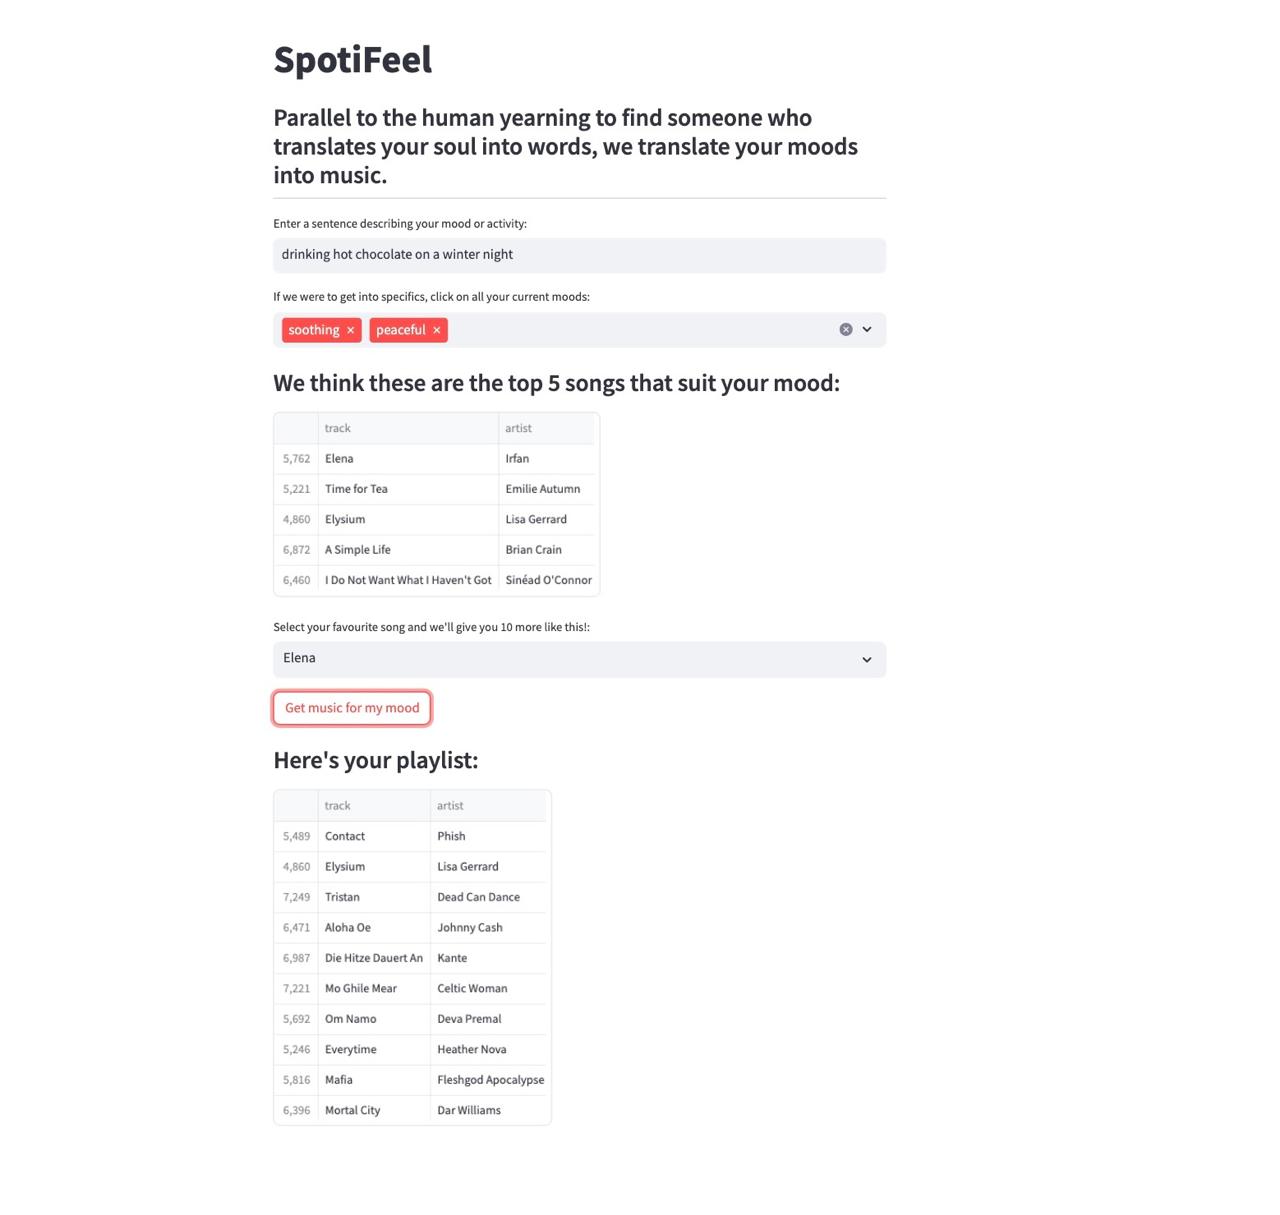 SpotiFeel
Parallel to the human yearning to find someone who
translates your soul into words, we translate your moods
into music.
Enter a sentence describing your mood or activity:
drinking hot chocolate on a winter night
If we were to get into specifics, click on all your current moods:
soothing × peaceful ×
We think these are the top 5 songs that suit your mood:
track artist
5,762 Elena Irfan
5,221 Time for Tea Emilie Autumn
4,860 Elysium Lisa Gerrard
6,872 A Simple Life Brian Crain
6,460 I Do Not Want What I Haven't Got Sinéad O'Connor
Select your favourite song and we'll give you 10 more like this!:
Elena
Get music for my mood
Here's your playlist:
track artist
5,489 Contact Phish
4,860 Elysium Lisa Gerrard
7,249 Tristan Dead Can Dance
6,471 Aloha Oe Johnny Cash
6,987 Die Hitze Dauert An Kante
7,221 Mo Ghile Mear Celtic Woman
5,692 Om Namo Deva Premal
5,246 Everytime Heather Nova
5,816 Mafia Fleshgod Apocalypse
6,396 Mortal City Dar Williams